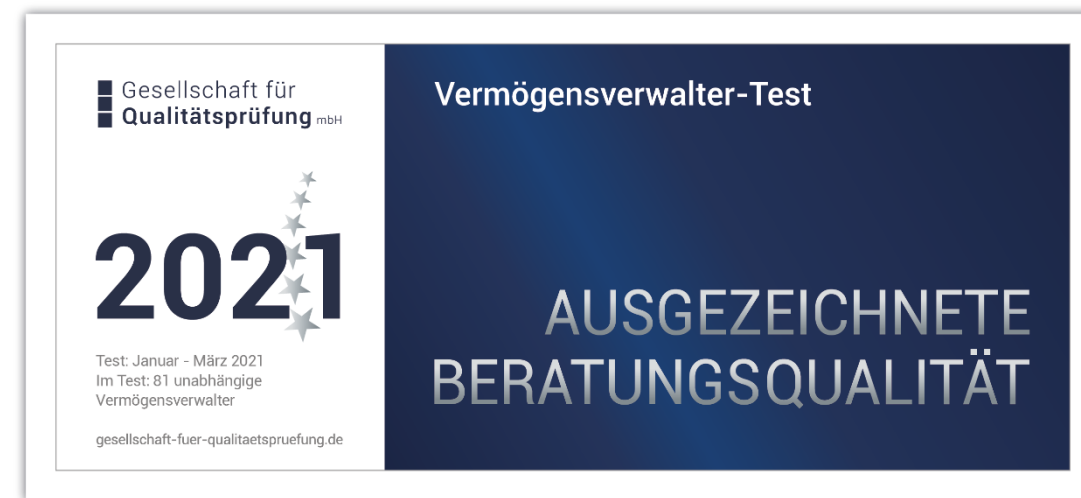 Gesellschaft für
Qualitätsprüfung mbH
2021
Test: Januar - März 2021
Im Test: 81 unabhängige
Vermögensverwalter
gesellschaft-fuer-qualitaetspruefung.de
Vermögensverwalter-Test
AUSGEZEICHNETE
BERATUNGSQUALITÄT